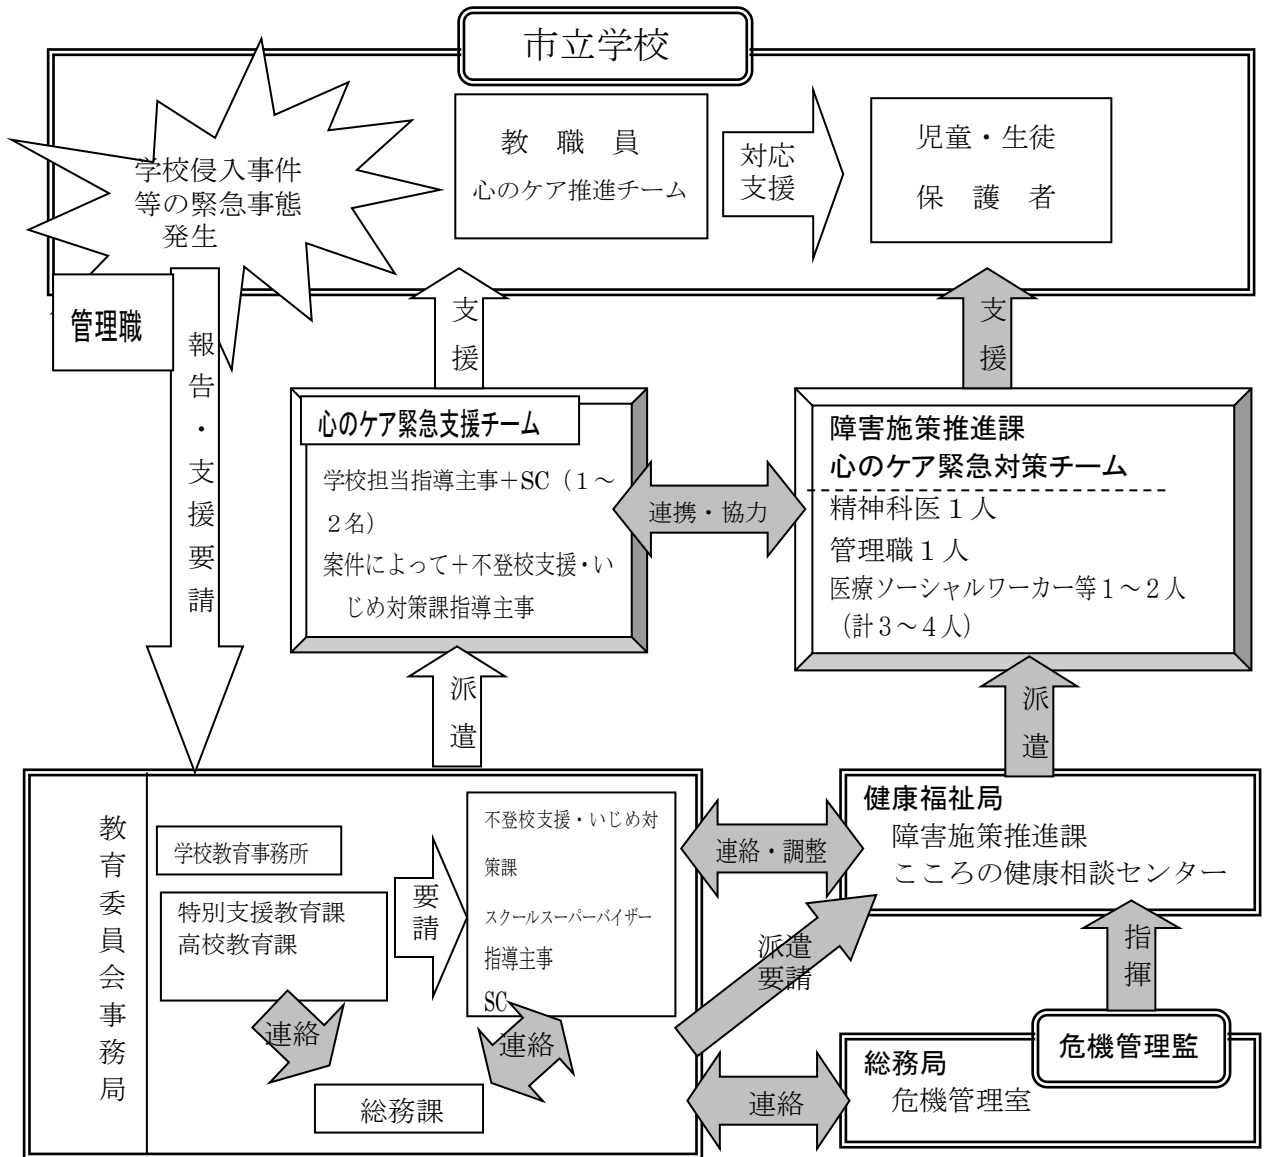 市立学校
学校侵入事件
等の緊急事態
発生
教　職　員
心のケア推進チーム
対応
支援
児童・生徒
保　護　者
管理職
報告・支援要請
支援
支援
心のケア緊急支援チーム
学校担当指導主事＋SC（１～
２名）
案件によって＋不登校支援・い
じめ対策課指導主事
連携・協力
障害施策推進課
心のケア緊急対策チーム
精神科医１人
管理職１人
医療ソーシャルワーカー等１～２人
（計３～４人）
派遣
派遣
教育委員会事務局
学校教育事務所
特別支援教育課
高校教育課
要請
不登校支援・いじめ対
策課
スクールスーパーバイザー
指導主事
SC
連絡
連絡
総務課
連絡・調整
派遣
要請
健康福祉局
障害施策推進課
こころの健康相談センター
指揮
連絡
危機管理監
総務局
危機管理室